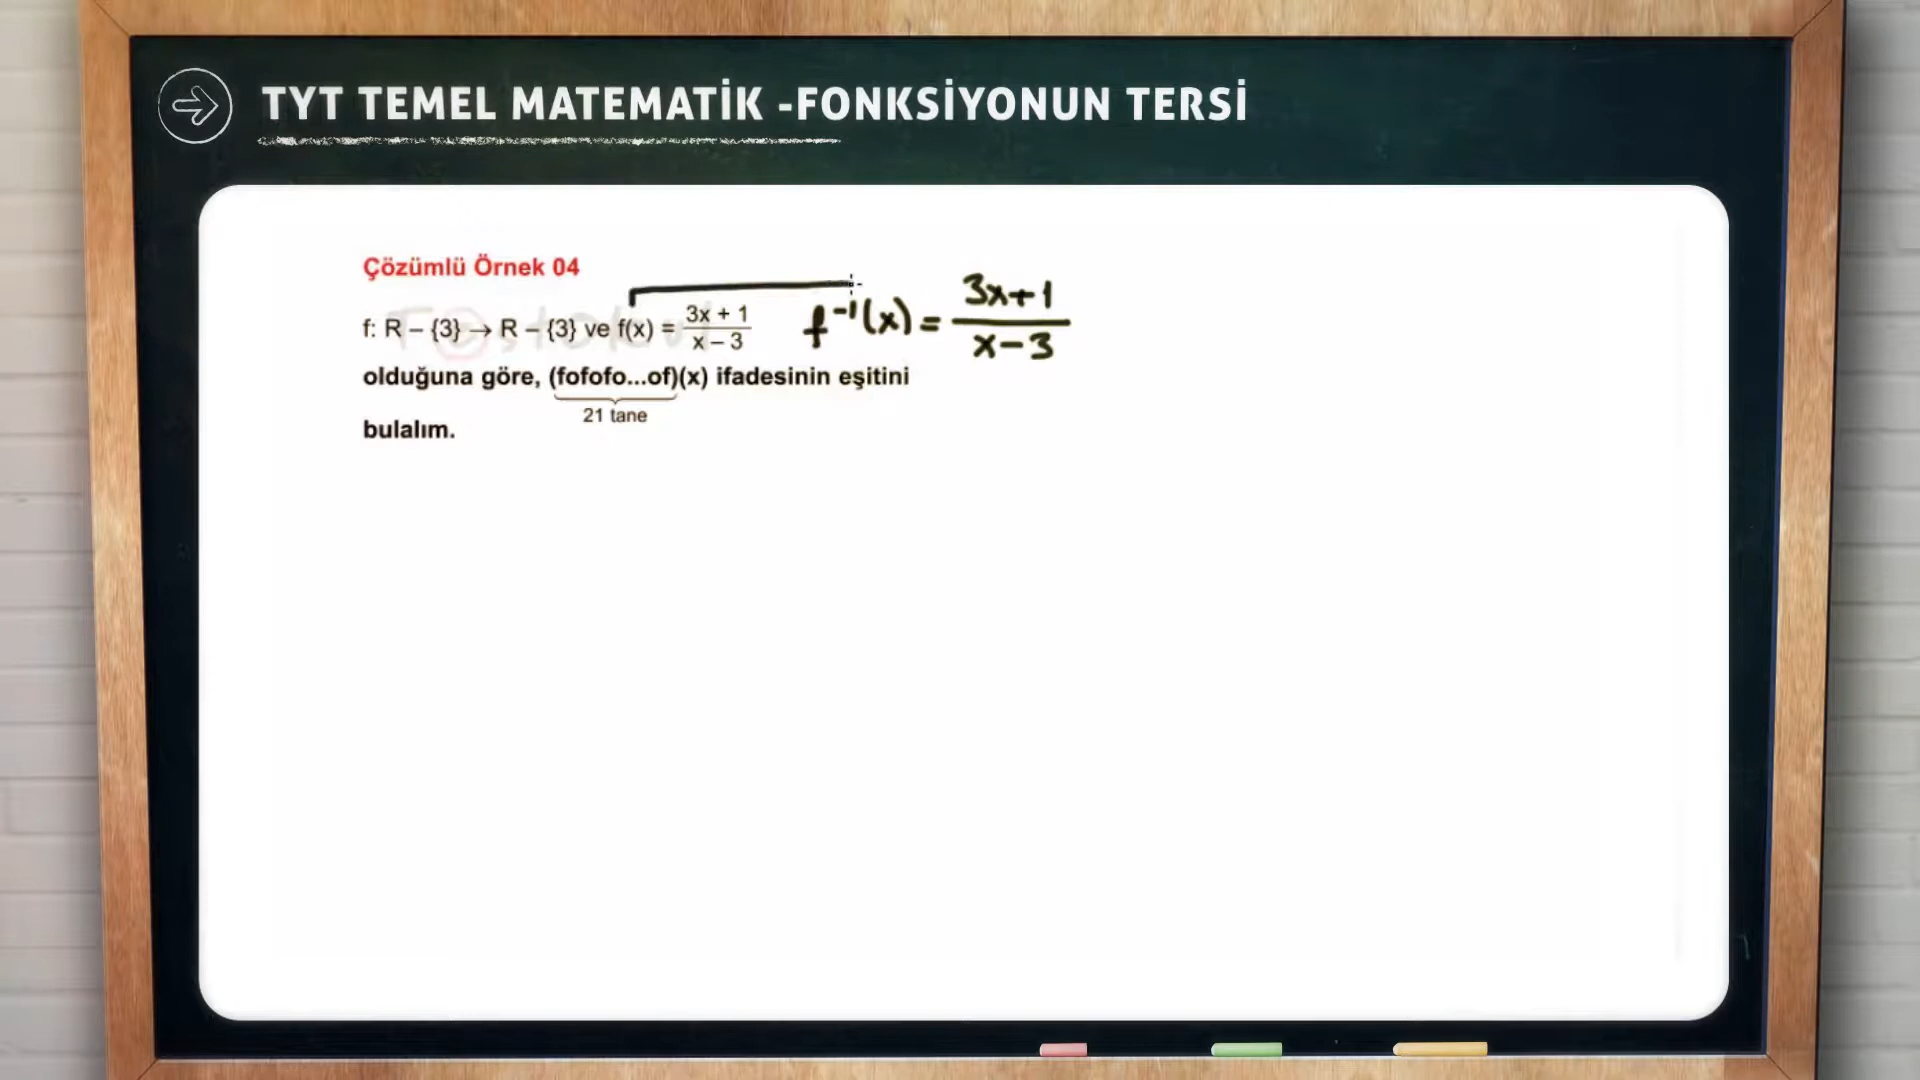 TYT TEMEL MATEMATİK -FONKSİYONUN TERSİ
Çözümlü Örnek 04
f: R – {3} → R – {3} ve f(x) = (3x + 1)/(x – 3) f⁻¹(x) = (3x+1)/(x-3)
olduğuna göre, (fofofo...of)(x) ifadesinin eşitini
21 tane
bulalım.